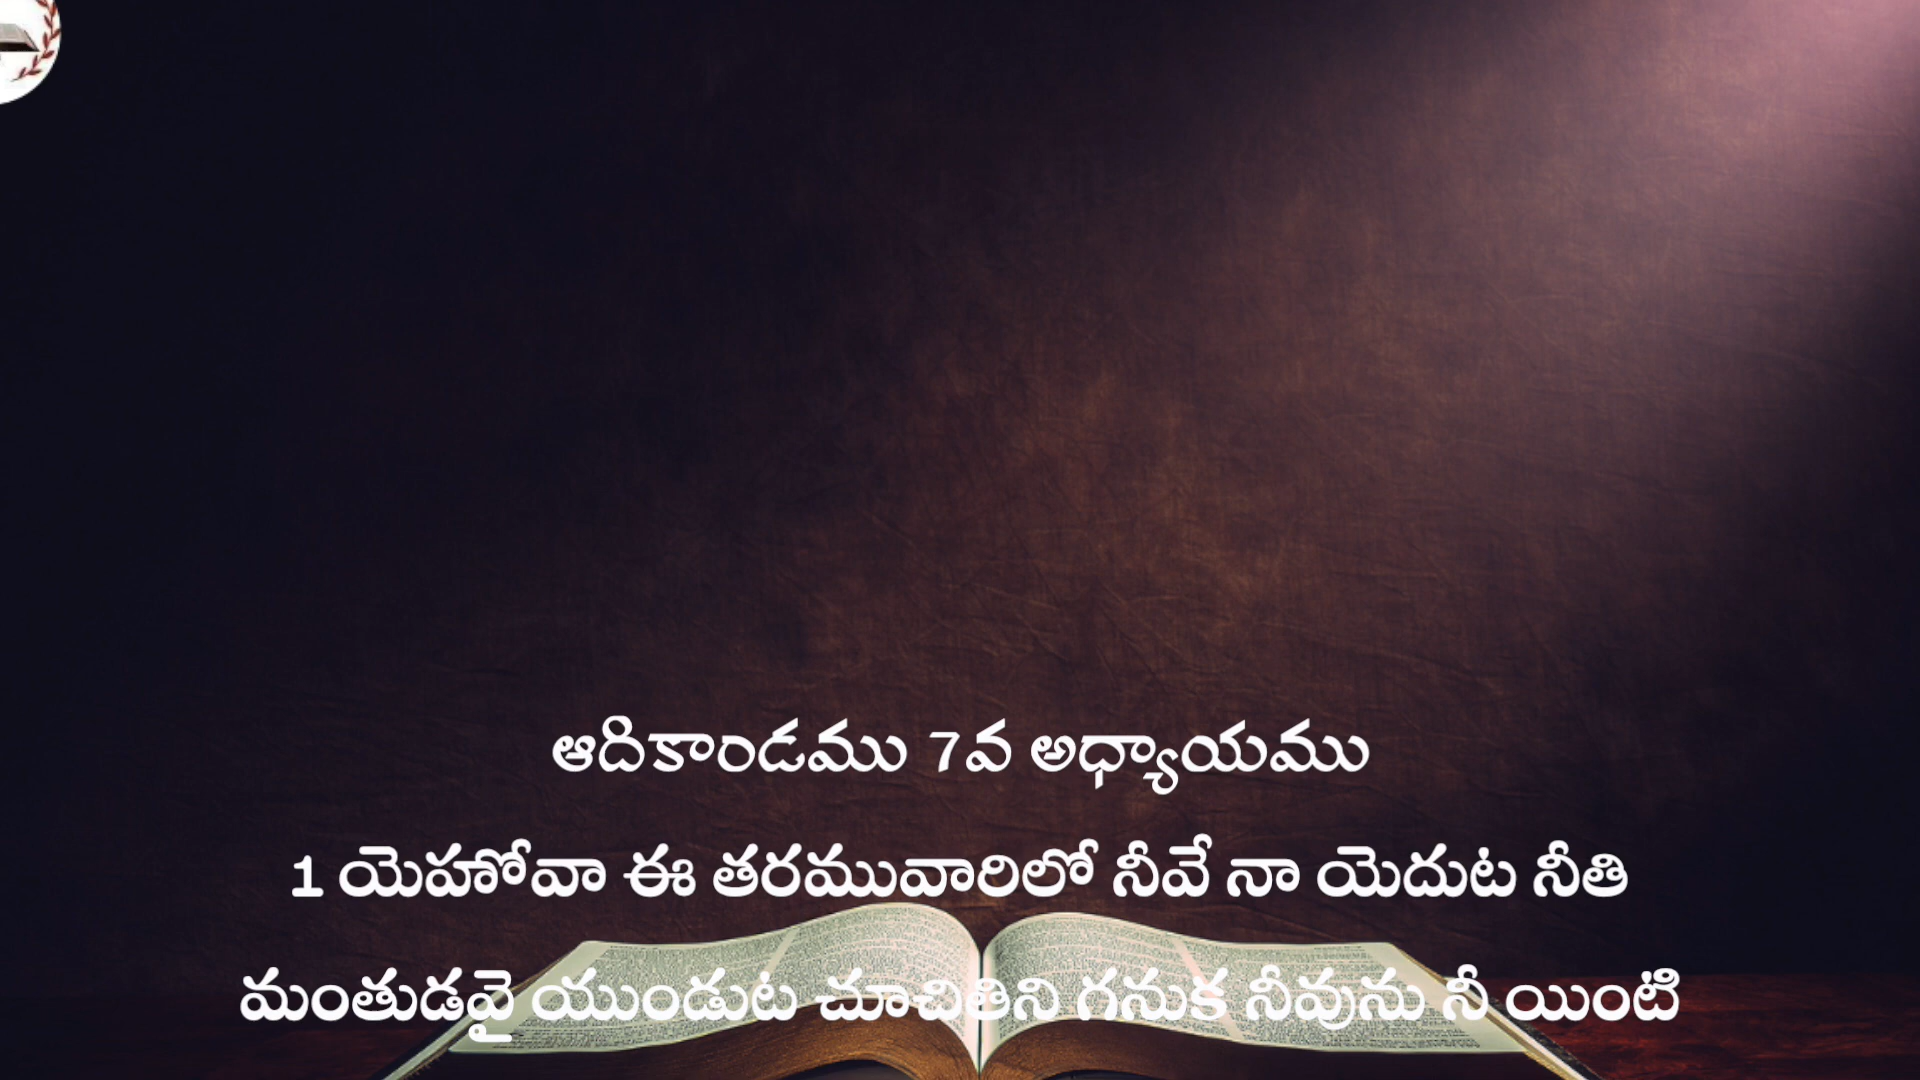 ఆదికాండము 7వ అధ్యాయము
1 యెహోవా ఈ తరమువారిలో నీవే నా యెదుట నీతి
మంతుడవై యుండుట చూచితిని గనుక నీవును నీ యింటి